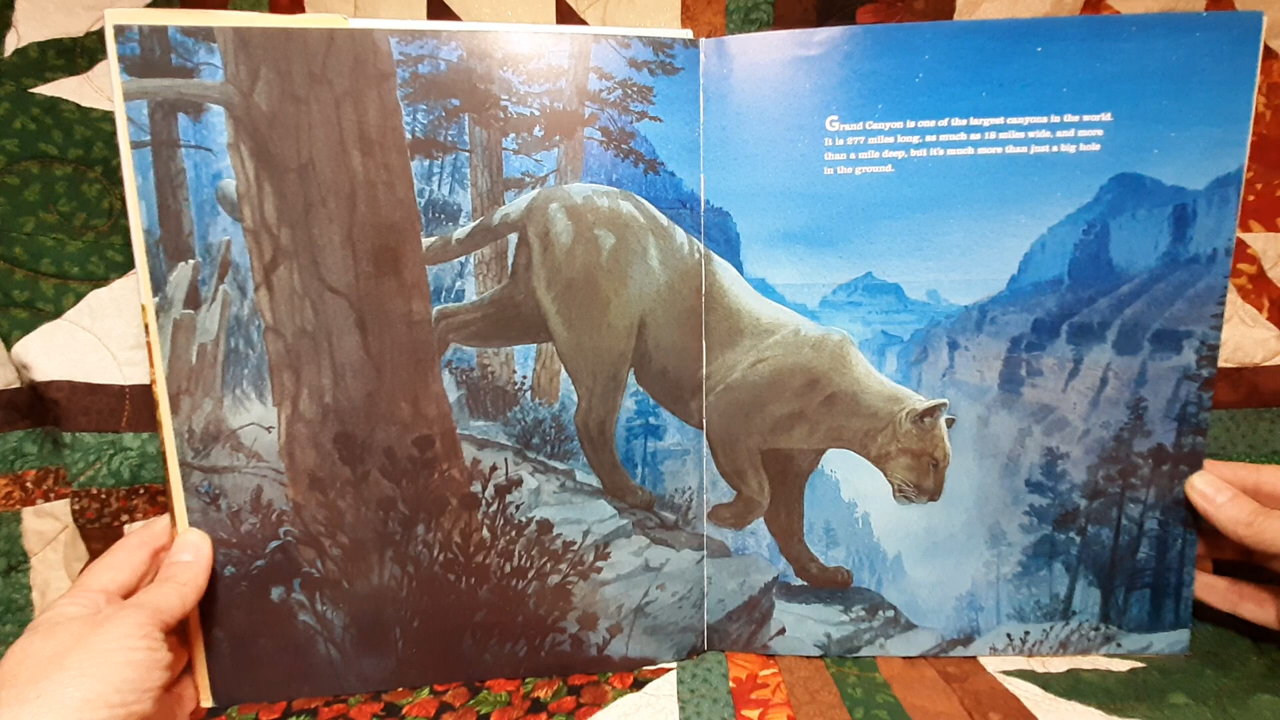 Grand Canyon is one of the largest canyons in the world.
It is 277 miles long, as much as 18 miles wide, and more
than a mile deep, but it's much more than just a big hole
in the ground.